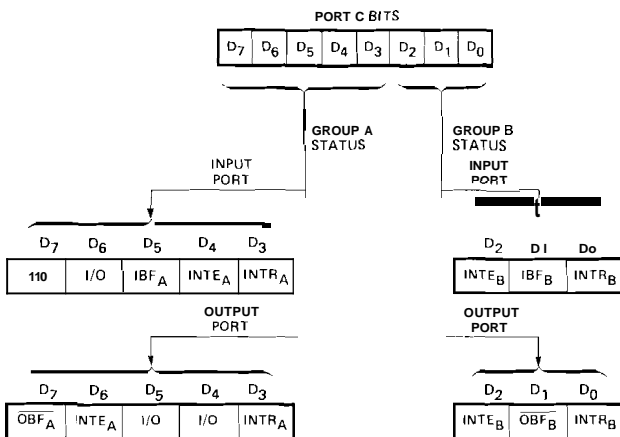 PORT C BITS
D7 D6 D5 D4 D3 D2 D1 D0
GROUP A STATUS
GROUP B STATUS
INPUT PORT
INPUT PORT
D7 D6 D5 D4 D3
110 I/O IBFA INTEA INTRA
D2 DI Do
INTEB IBFB INTRB
OUTPUT PORT
OUTPUT PORT
D7 D6 D5 D4 D3
OBFA INTEA I/O I/O INTRA
D2 D1 D0
INTEB OBFB INTRB